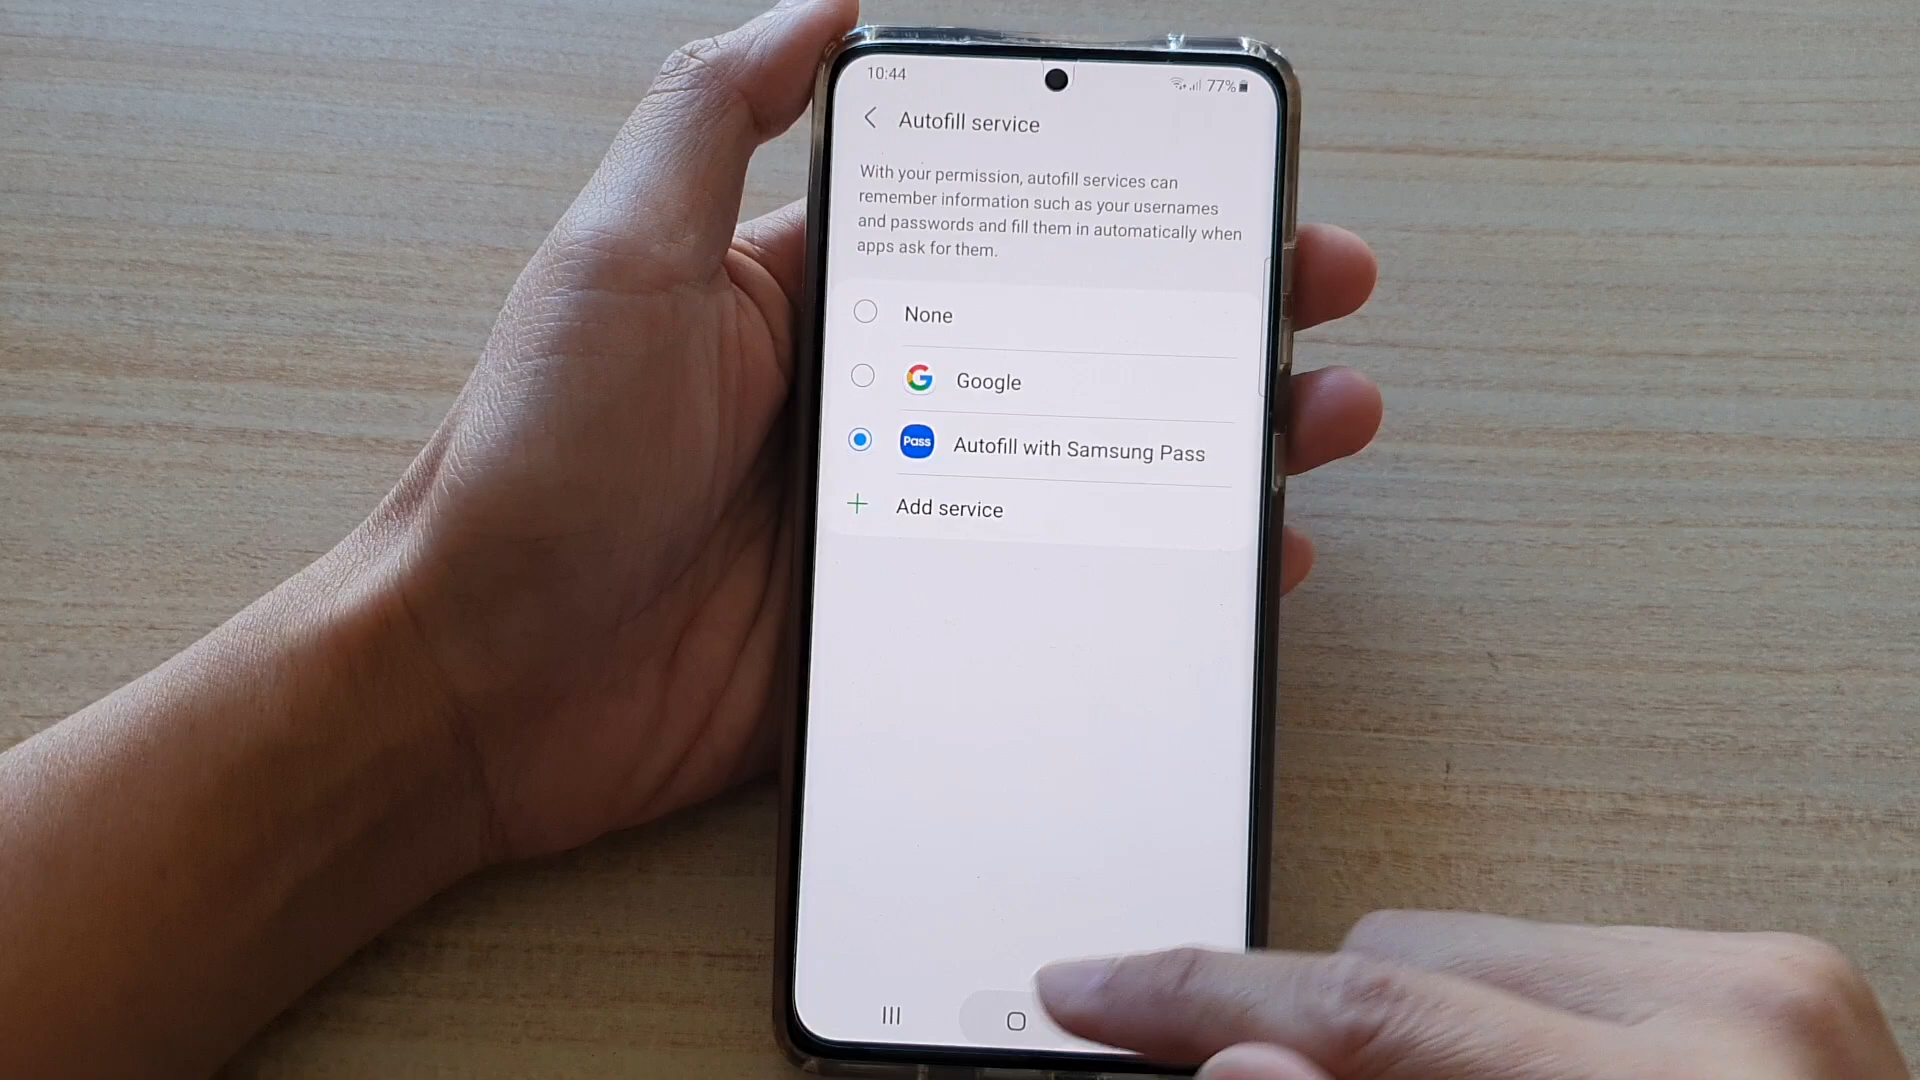 10:44
77%
Autofill service
With your permission, autofill services can
remember information such as your usernames
and passwords and fill them in automatically when
apps ask for them.
None
Google
Pass
Autofill with Samsung Pass
Add service